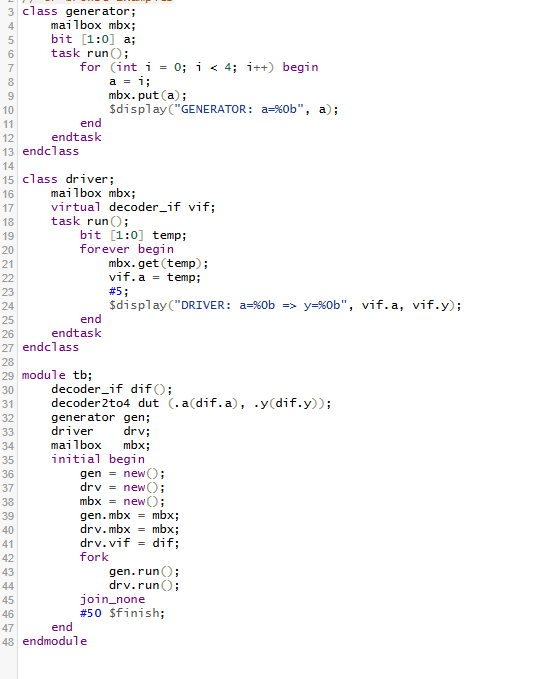 3 class generator;
4     mailbox mbx;
5     bit [1:0] a;
6     task run();
7         for (int i = 0; i < 4; i++) begin
8             a = i;
9             mbx.put(a);
10             $display("GENERATOR: a=%0b", a);
11         end
12     endtask
13 endclass
14
15 class driver;
16     mailbox mbx;
17     virtual decoder_if vif;
18     task run();
19         bit [1:0] temp;
20         forever begin
21             mbx.get(temp);
22             vif.a = temp;
23             #5;
24             $display("DRIVER: a=%0b => y=%0b", vif.a, vif.y);
25         end
26     endtask
27 endclass
28
29 module tb;
30     decoder_if dif();
31     decoder2to4 dut (.a(dif.a), .y(dif.y));
32     generator gen;
33     driver    drv;
34     mailbox   mbx;
35     initial begin
36         gen = new();
37         drv = new();
38         mbx = new();
39         gen.mbx = mbx;
40         drv.mbx = mbx;
41         drv.vif = dif;
42         fork
43             gen.run();
44             drv.run();
45         join_none
46         #50 $finish;
47     end
48 endmodule